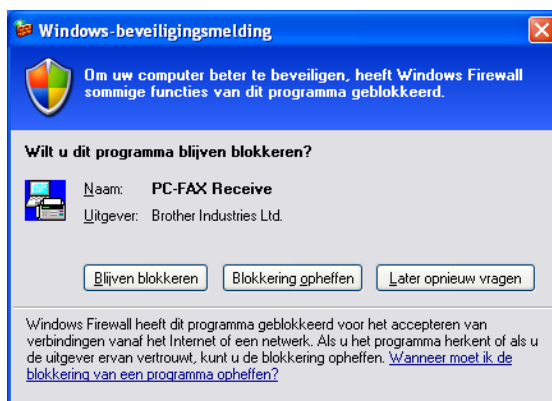 Windows-beveiligingsmelding
Om uw computer beter te beveiligen, heeft Windows Firewall
sommige functies van dit programma geblokkeerd.
Wilt u dit programma blijven blokkeren?
Naam: PC-FAX Receive
Uitgever: Brother Industries Ltd.
Blijven blokkeren Blokkering opheffen Later opnieuw vragen
Windows Firewall heeft dit programma geblokkeerd voor het accepteren van
verbindingen vanaf het Internet of een netwerk. Als u het programma herkent of als u
de uitgever ervan vertrouwt, kunt u de blokkering opheffen. Wanneer moet ik de
blokkering van een programma opheffen?